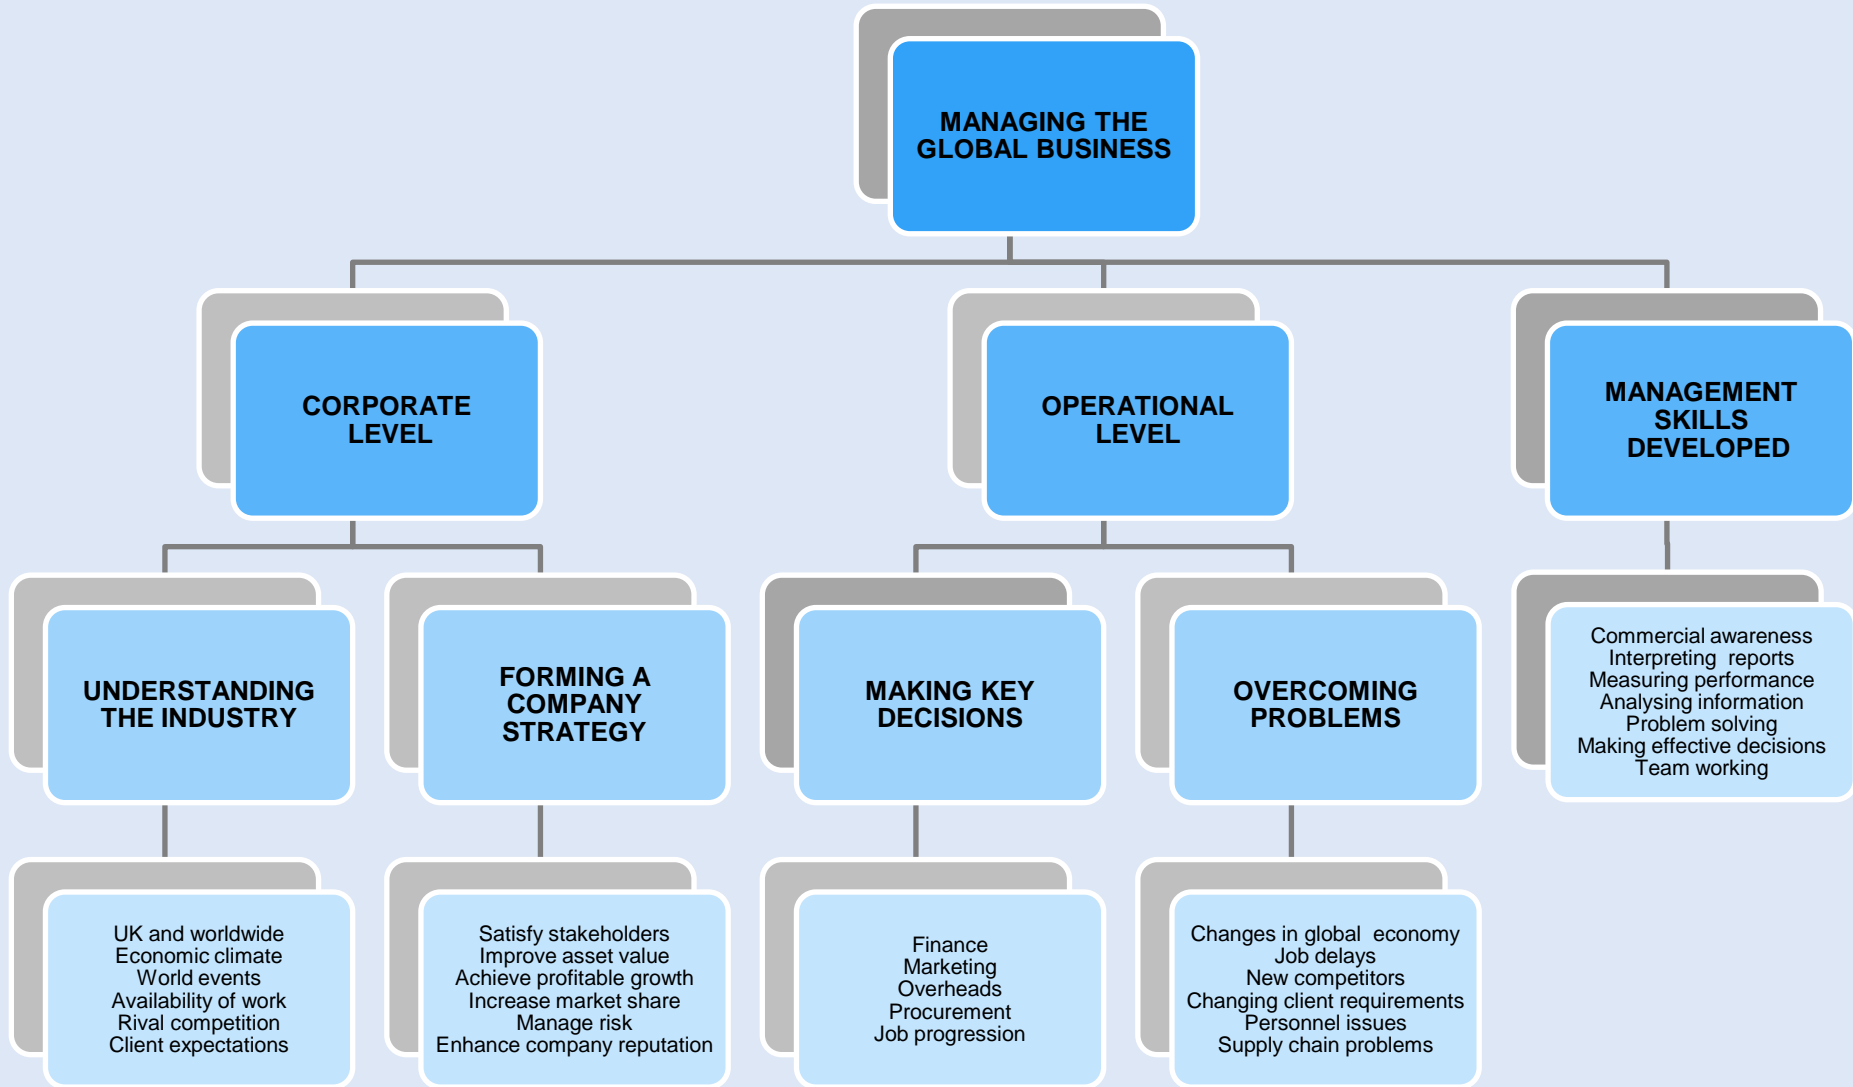 MANAGING THE
GLOBAL BUSINESS
CORPORATE
LEVEL
OPERATIONAL
LEVEL
MANAGEMENT
SKILLS
DEVELOPED
UNDERSTANDING
THE INDUSTRY
FORMING A
COMPANY
STRATEGY
MAKING KEY
DECISIONS
OVERCOMING
PROBLEMS
Commercial awareness
Interpreting  reports
Measuring performance
Analysing information
Problem solving
Making effective decisions
Team working
UK and worldwide
Economic climate
World events
Availability of work
Rival competition
Client expectations
Satisfy stakeholders
Improve asset value
Achieve profitable growth
Increase market share
Manage risk
Enhance company reputation
Finance
Marketing
Overheads
Procurement
Job progression
Changes in global  economy
Job delays
New competitors
Changing client requirements
Personnel issues
Supply chain problems